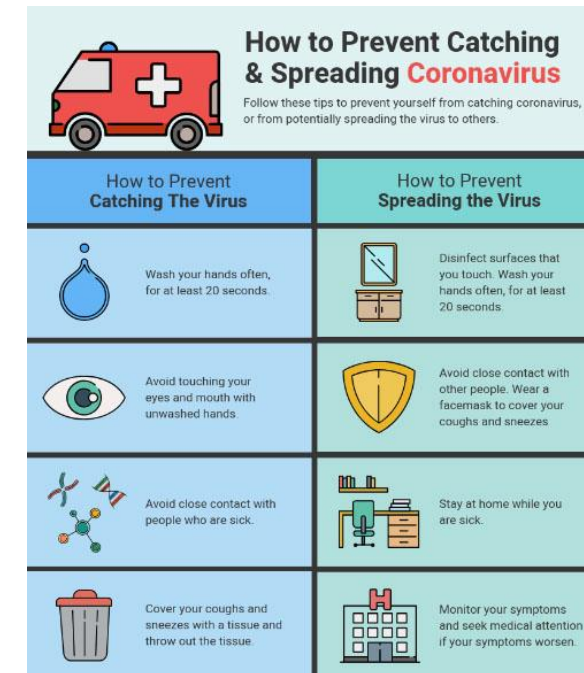 How to Prevent Catching
& Spreading Coronavirus
Follow these tips to prevent yourself from catching coronavirus,
or from potentially spreading the virus to others.
How to Prevent
Catching The Virus
Wash your hands often,
for at least 20 seconds.
Avoid touching your
eyes and mouth with
unwashed hands.
Avoid close contact with
people who are sick.
Cover your coughs and
sneezes with a tissue and
throw out the tissue.
How to Prevent
Spreading the Virus
Disinfect surfaces that
you touch. Wash your
hands often, for at least
20 seconds.
Avoid close contact with
other people. Wear a
facemask to cover your
coughs and sneezes
Stay at home while you
are sick.
H
Monitor your symptoms
and seek medical attention
if your symptoms worsen.